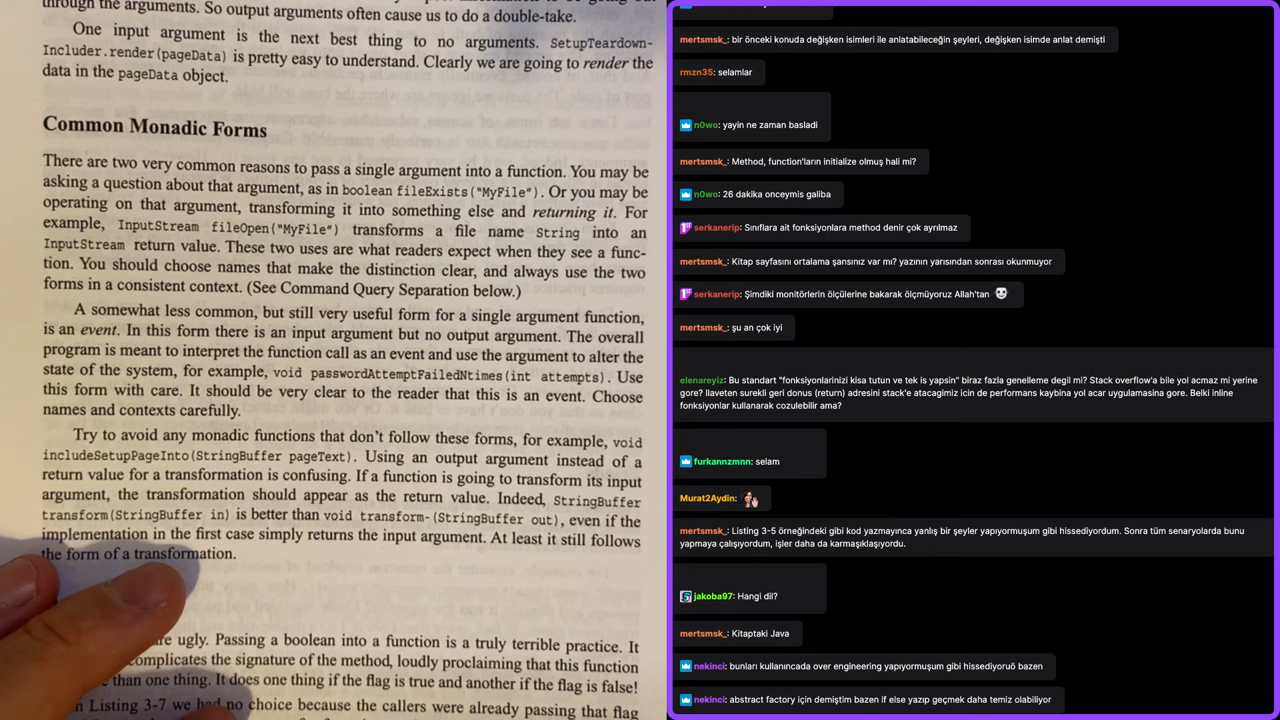 through the arguments. So output arguments often cause us to do a double-take.
One input argument is the next best thing to no arguments. SetupTeardown-
Includer.render(pageData) is pretty easy to understand. Clearly we are going to render the
data in the pageData object.
Common Monadic Forms
There are two very common reasons to pass a single argument into a function. You may be
asking a question about that argument, as in boolean fileExists("MyFile"). Or you may be
operating on that argument, transforming it into something else and returning it. For
example, InputStream fileOpen("MyFile") transforms a file name String into an
InputStream return value. These two uses are what readers expect when they see a func-
tion. You should choose names that make the distinction clear, and always use the two
forms in a consistent context. (See Command Query Separation below.)
A somewhat less common, but still very useful form for a single argument function,
is an event. In this form there is an input argument but no output argument. The overall
program is meant to interpret the function call as an event and use the argument to alter the
state of the system, for example, void passwordAttemptFailedNtimes(int attempts). Use
this form with care. It should be very clear to the reader that this is an event. Choose
names and contexts carefully.
Try to avoid any monadic functions that don't follow these forms, for example, void
includeSetupPageInto(StringBuffer pageText). Using an output argument instead of a
return value for a transformation is confusing. If a function is going to transform its input
argument, the transformation should appear as the return value. Indeed, StringBuffer
transform(StringBuffer in) is better than void transform-(StringBuffer out), even if the
implementation in the first case simply returns the input argument. At least it still follows
the form of a transformation.
ugly. Passing a boolean into a function is a truly terrible practice. It
complicates the signature of the method, loudly proclaiming that this function
than one thing. It does one thing if the flag is true and another if the flag is false!
Listing 3-7 we had no choice because the callers were already passing that flag
mertsmsk_: bir önceki konuda değişken isimleri ile anlatabileceğin şeyleri, değişken isimde anlat demişti
rmzn35: selamlar
n0wo: yayin ne zaman basladi
mertsmsk_: Method, function'ların initialize olmuş hali mi?
n0wo: 26 dakika onceymis galiba
serkanerip: Sınıflara ait fonksiyonlara method denir çok ayrılmaz
mertsmsk_: Kitap sayfasını ortalama şansınız var mı? yazının yarısından sonrası okunmuyor
serkanerip: Şimdiki monitörlerin ölçülerine bakarak ölçmüyoruz Allah'tan
mertsmsk_: şu an çok iyi
elenareyiz: Bu standart "fonksiyonlarinizi kisa tutun ve tek is yapsin" biraz fazla genelleme degil mi? Stack overflow'a bile yol acmaz mi yerine
gore? Ilaveten surekli geri donus (return) adresini stack'e atacagimiz icin de performans kaybina yol acar uygulamasina gore. Belki inline
fonksiyonlar kullanarak cozulebilir ama?
furkannzmnn: selam
Murat2Aydin:
mertsmsk_: Listing 3-5 örneğindeki gibi kod yazmayınca yanlış bir şeyler yapıyormuşum gibi hissediyordum. Sonra tüm senaryolarda bunu
yapmaya çalışıyordum, işler daha da karmaşıklaşıyordu.
jakoba97: Hangi dil?
mertsmsk_: Kitaptaki Java
nekinci: bunları kullanıncada over engineering yapıyormuşum gibi hissediyoruö bazen
nekinci: abstract factory için demiştim bazen if else yazıp geçmek daha temiz olabiliyor